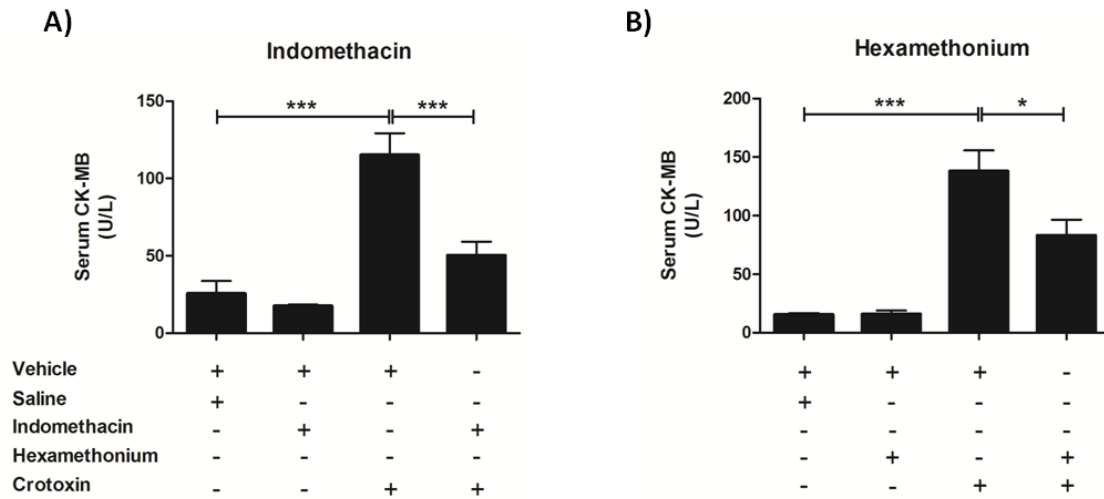 A)
Indomethacin
*** ***
150
100
50
0
Serum CK-MB
(U/L)
B)
Hexamethonium
*** *
200
150
100
50
0
Serum CK-MB
(U/L)
Vehicle + + + - + + + -
Saline + - - - + - - -
Indomethacin - + - + - - - -
Hexamethonium - - - - - + - +
Crotoxin - - + + - - + +